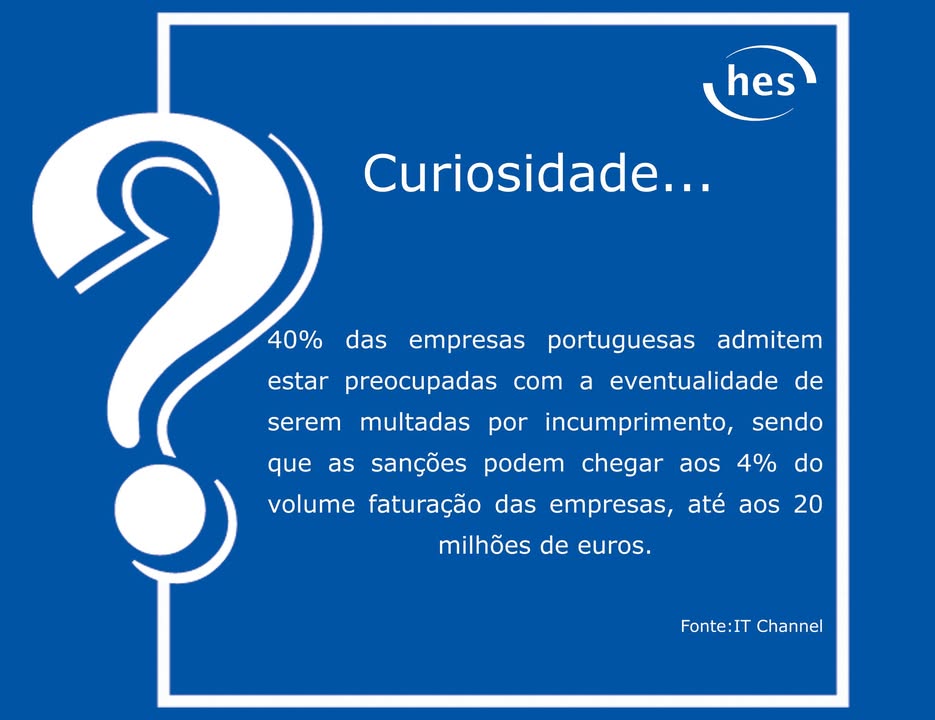 hes
Curiosidade...
40% das empresas portuguesas admitem
estar preocupadas com a eventualidade de
serem multadas por incumprimento, sendo
que as sanções podem chegar aos 4% do
volume faturação das empresas, até aos 20
milhões de euros.
Fonte:IT Channel